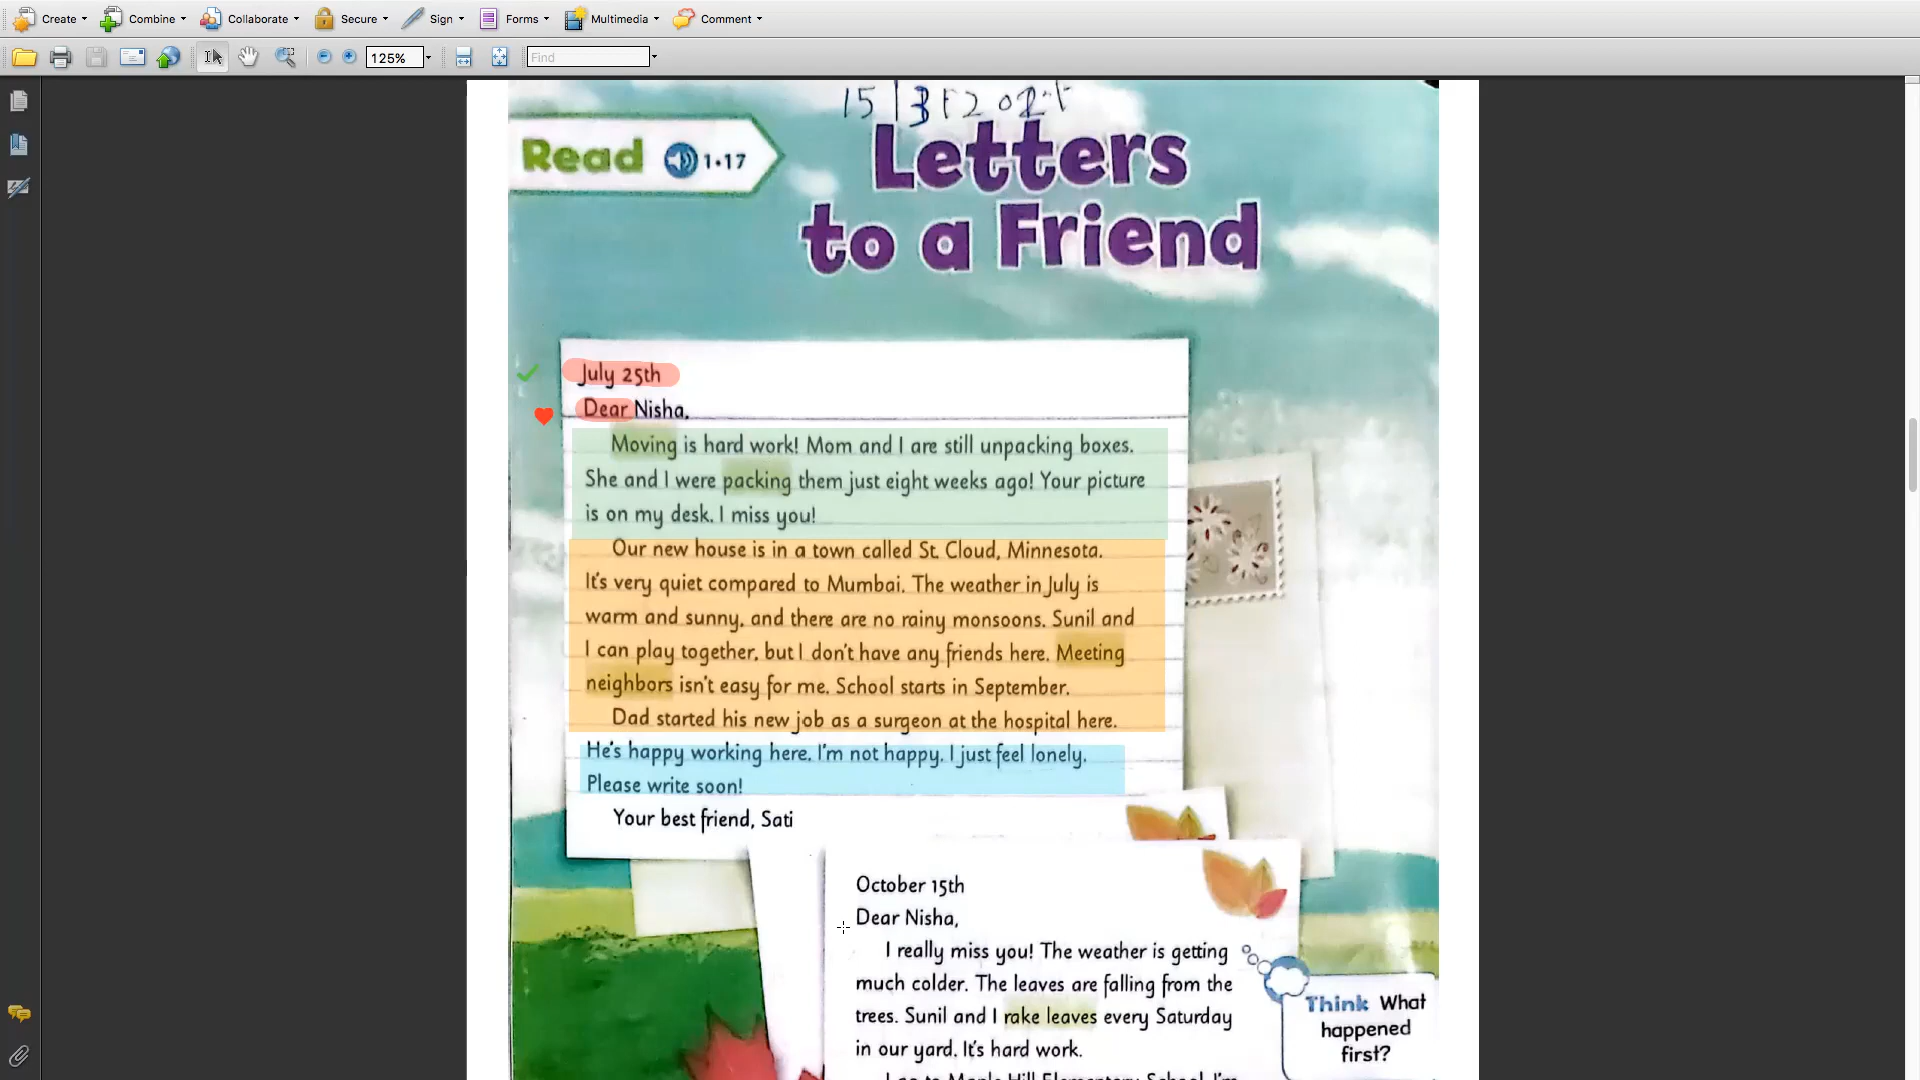 Create
Combine
Collaborate
Secure
Sign
Forms
Multimedia
Comment
125%
Find
Read 1•17
Letters
to a Friend
July 25th
Dear Nisha,
Moving is hard work! Mom and I are still unpacking boxes.
She and I were packing them just eight weeks ago! Your picture
is on my desk. I miss you!
Our new house is in a town called St. Cloud, Minnesota.
It's very quiet compared to Mumbai. The weather in July is
warm and sunny, and there are no rainy monsoons. Sunil and
I can play together, but I don't have any friends here. Meeting
neighbors isn't easy for me. School starts in September.
Dad started his new job as a surgeon at the hospital here.
He's happy working here. I'm not happy. I just feel lonely.
Please write soon!
Your best friend, Sati
October 15th
Dear Nisha,
I really miss you! The weather is getting
much colder. The leaves are falling from the
trees. Sunil and I rake leaves every Saturday
in our yard. It's hard work.
I go to Maple Hill Elementary School. I'm
Think What
happened
first?